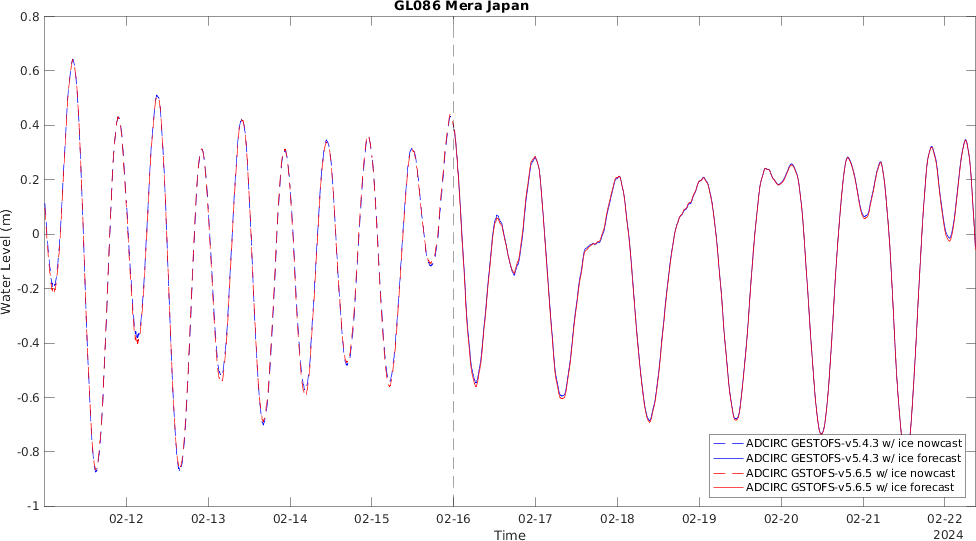 GL086 Mera Japan
0.8
0.6
0.4
0.2
0
-0.2
-0.4
-0.6
-0.8
-1
Water Level (m)
ADCIRC GESTOFS-v5.4.3 w/ ice nowcast
ADCIRC GESTOFS-v5.4.3 w/ ice forecast
ADCIRC GSTOFS-v5.6.5 w/ ice nowcast
ADCIRC GSTOFS-v5.6.5 w/ ice forecast
02-12 02-13 02-14 02-15 02-16 02-17 02-18 02-19 02-20 02-21 02-22
Time
2024